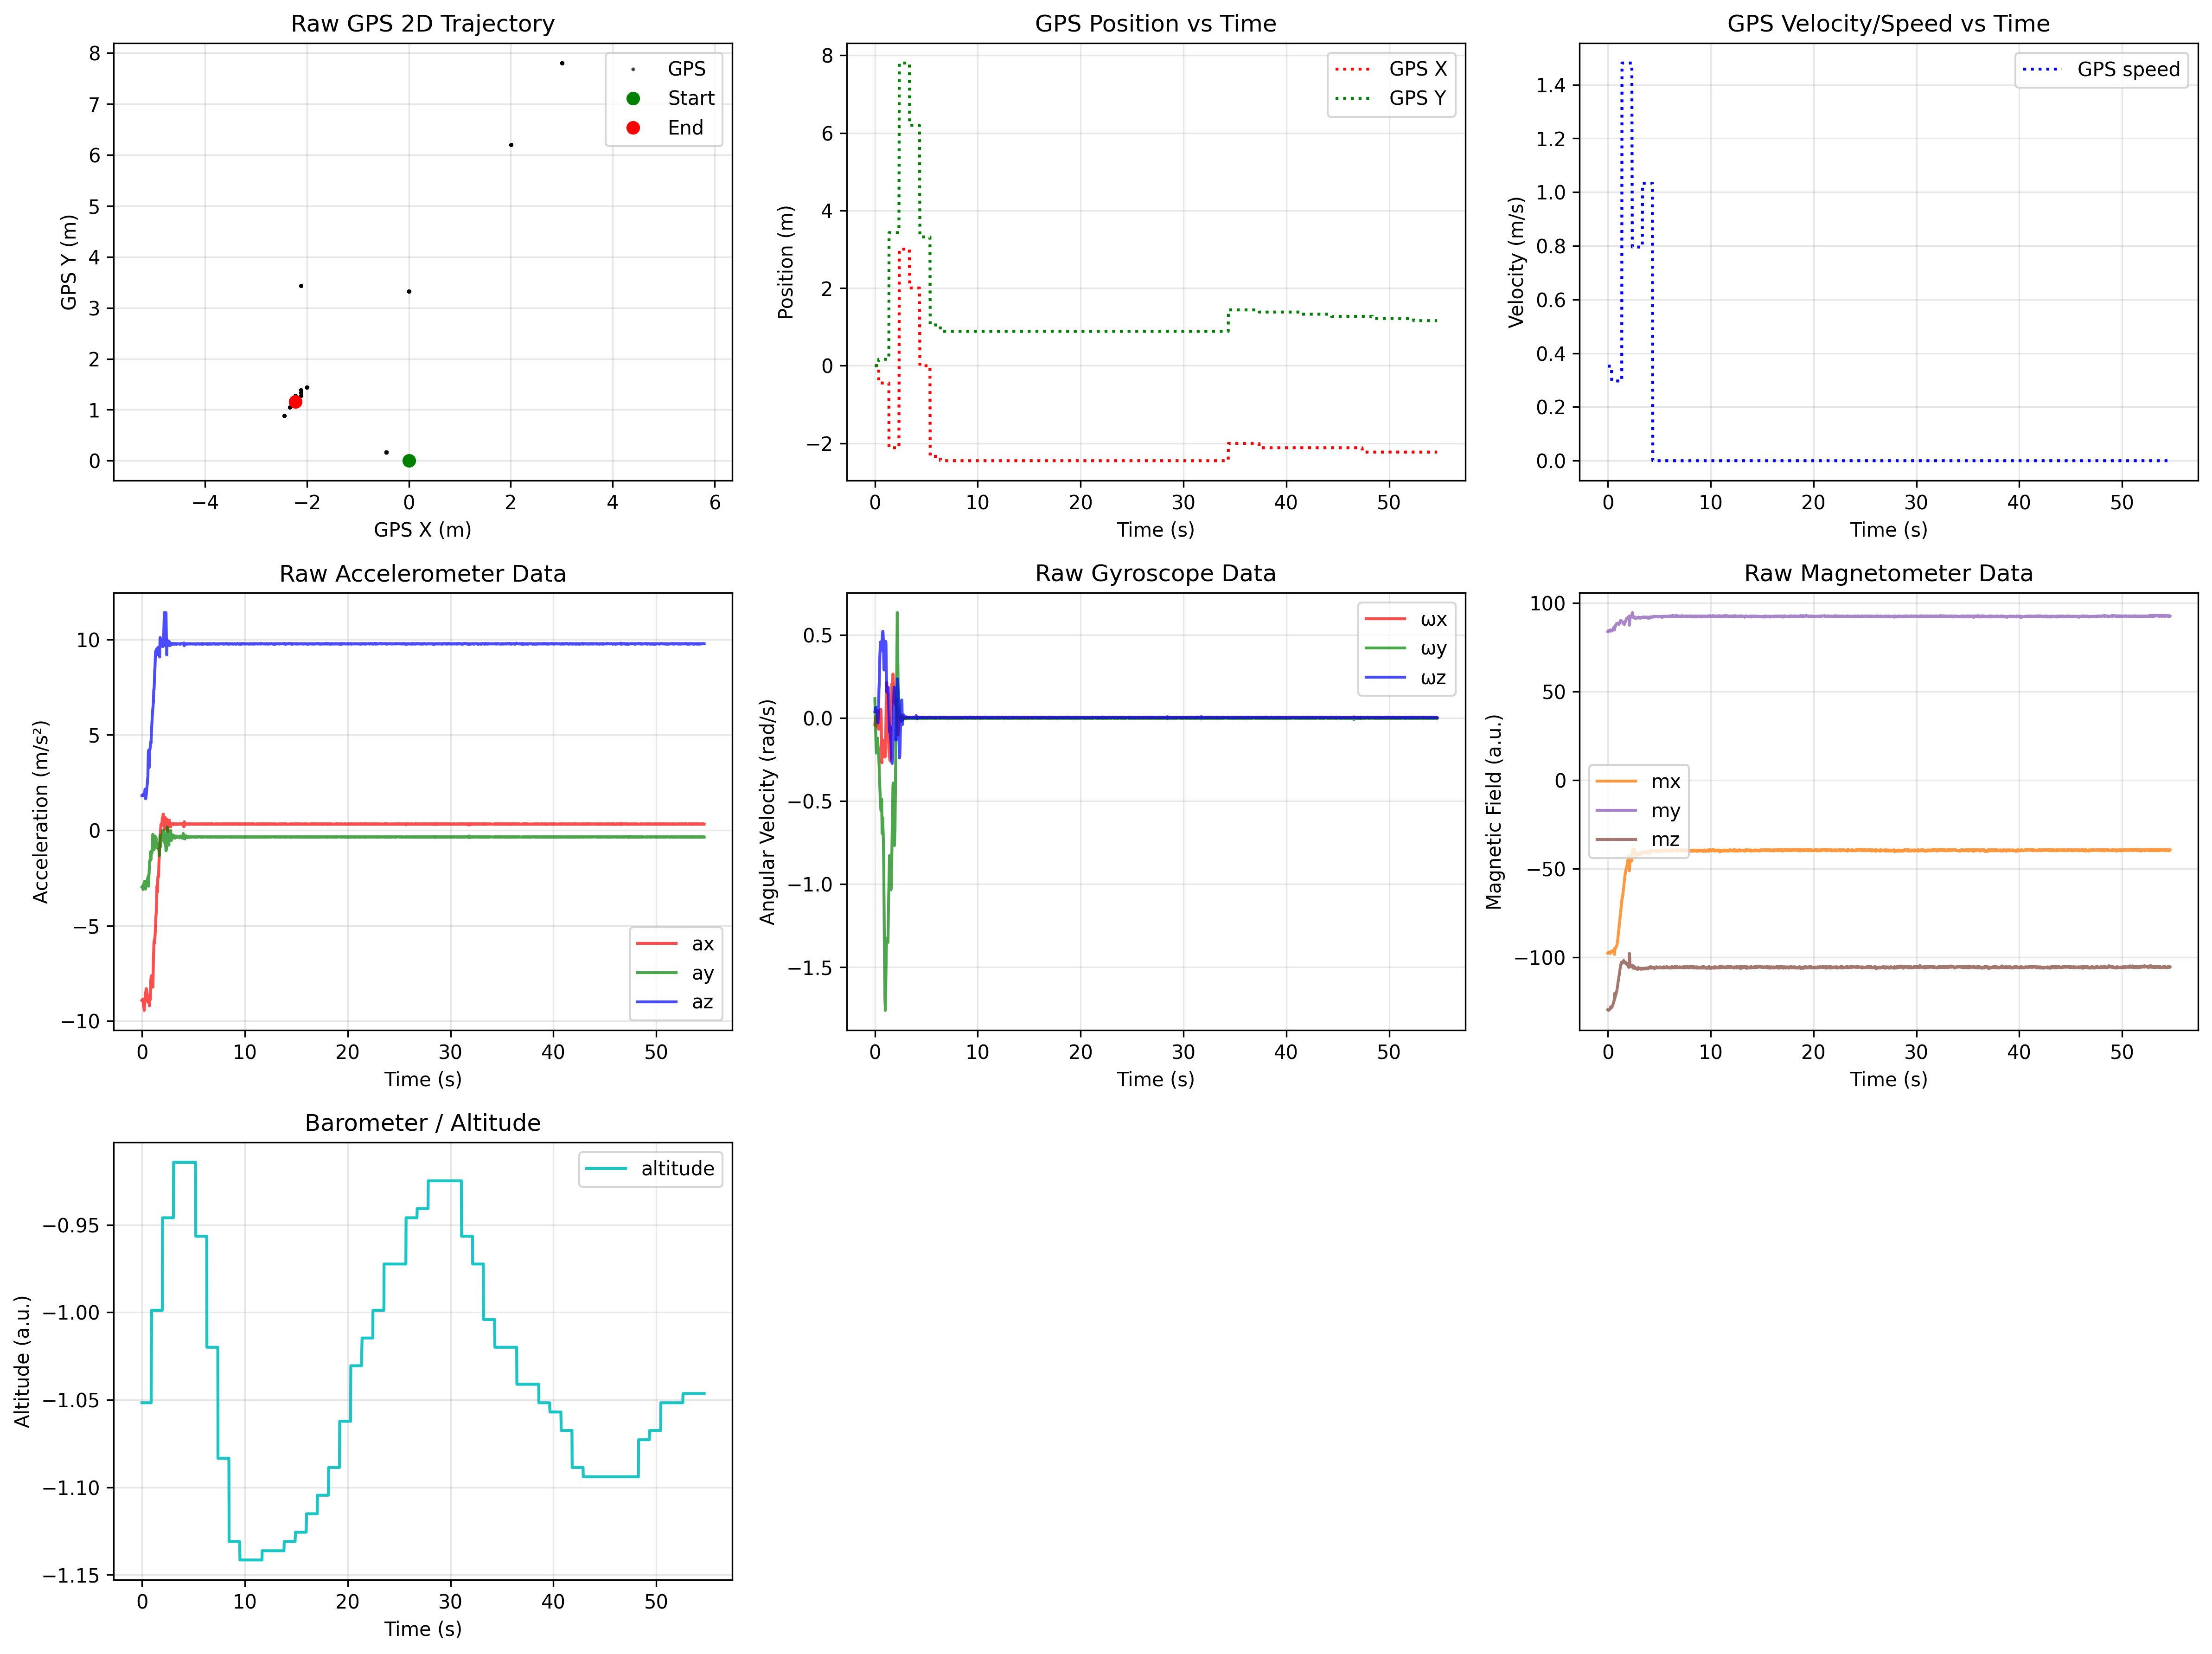 Raw GPS 2D Trajectory
GPS Y (m)
8
7
6
5
4
3
2
1
0
−4
−2
0
2
4
6
GPS X (m)
GPS
Start
End
GPS Position vs Time
Position (m)
8
6
4
2
0
−2
0
10
20
30
40
50
Time (s)
GPS X
GPS Y
GPS Velocity/Speed vs Time
Velocity (m/s)
1.4
1.2
1.0
0.8
0.6
0.4
0.2
0.0
0
10
20
30
40
50
Time (s)
GPS speed
Raw Accelerometer Data
Acceleration (m/s²)
10
5
0
−5
−10
0
10
20
30
40
50
Time (s)
ax
ay
az
Raw Gyroscope Data
Angular Velocity (rad/s)
0.5
0.0
−0.5
−1.0
−1.5
0
10
20
30
40
50
Time (s)
ωx
ωy
ωz
Raw Magnetometer Data
Magnetic Field (a.u.)
100
50
0
−50
−100
0
10
20
30
40
50
Time (s)
mx
my
mz
Barometer / Altitude
Altitude (a.u.)
−0.95
−1.00
−1.05
−1.10
−1.15
0
10
20
30
40
50
Time (s)
altitude